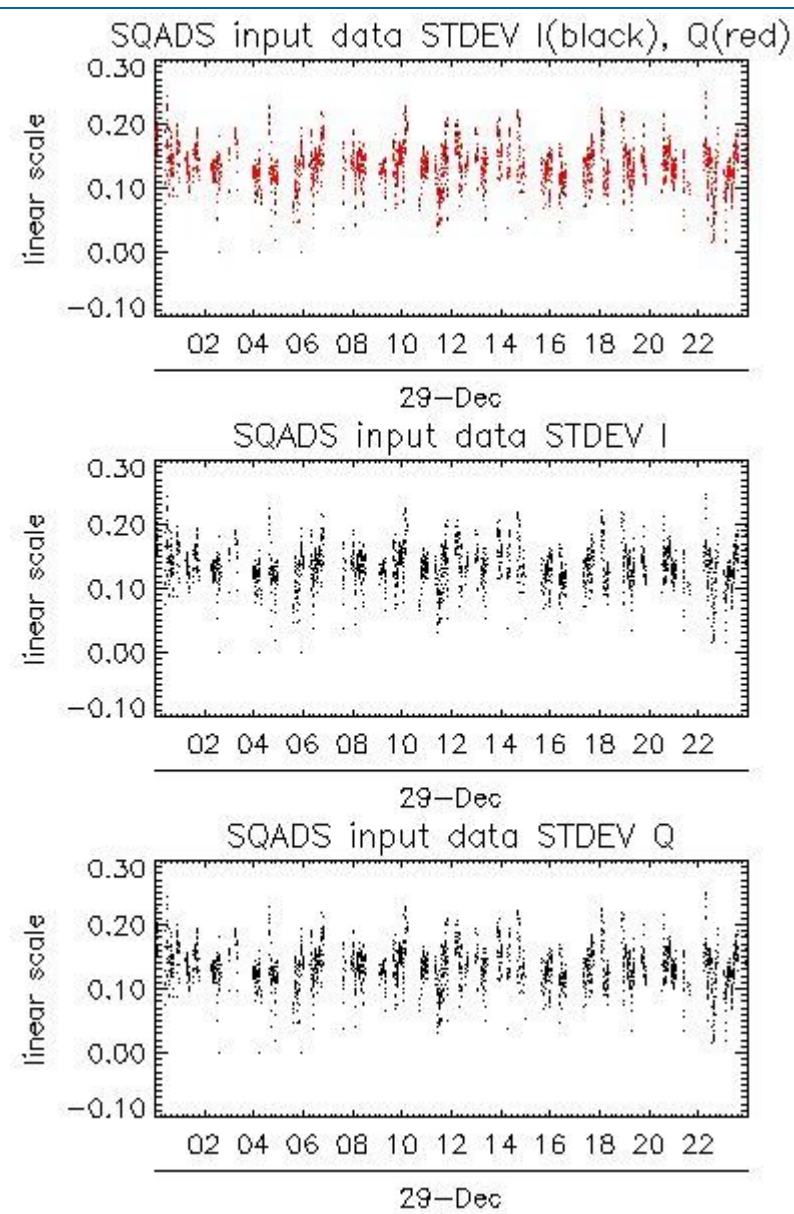 SQADS input data STDEV I(black), Q(red)
0.30
0.20
0.10
0.00
-0.10
linear scale
02 04 06 08 10 12 14 16 18 20 22
29-Dec
SQADS input data STDEV I
0.30
0.20
0.10
0.00
-0.10
linear scale
02 04 06 08 10 12 14 16 18 20 22
29-Dec
SQADS input data STDEV Q
0.30
0.20
0.10
0.00
-0.10
linear scale
02 04 06 08 10 12 14 16 18 20 22
29-Dec